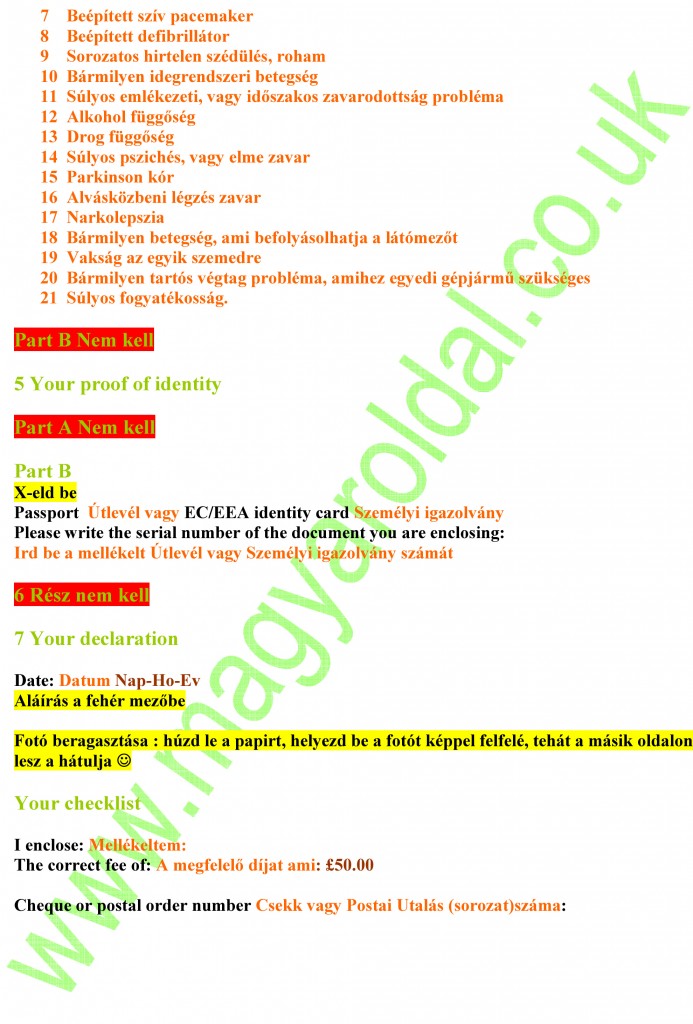 7 Beépített szív pacemaker
8 Beépített defibrillátor
9 Sorozatos hirtelen szédülés, roham
10 Bármilyen idegrendszeri betegség
11 Súlyos emlékezeti, vagy időszakos zavarodottság probléma
12 Alkohol függőség
13 Drog függőség
14 Súlyos pszichés, vagy elme zavar
15 Parkinson kór
16 Alvásközbeni légzés zavar
17 Narkolepszia
18 Bármilyen betegség, ami befolyásolhatja a látómezőt
19 Vakság az egyik szemedre
20 Bármilyen tartós végtag probléma, amihez egyedi gépjármű szükséges
21 Súlyos fogyatékosság.
Part B Nem kell
5 Your proof of identity
Part A Nem kell
Part B
X-eld be
Passport Útlevél vagy EC/EEA identity card Személyi igazolvány
Please write the serial number of the document you are enclosing:
Ird be a mellékelt Útlevél vagy Személyi igazolvány számát
6 Rész nem kell
7 Your declaration
Date: Datum Nap-Ho-Ev
Aláírás a fehér mezőbe
Fotó beragasztása : húzd le a papirt, helyezd be a fotót képpel felfelé, tehát a másik oldalon
lesz a hátulja ☺
Your checklist
I enclose: Mellékeltem:
The correct fee of: A megfelelő díjat ami: £50.00
Cheque or postal order number Csekk vagy Postai Utalás (sorozat)száma:
www.magyaroldal.co.uk